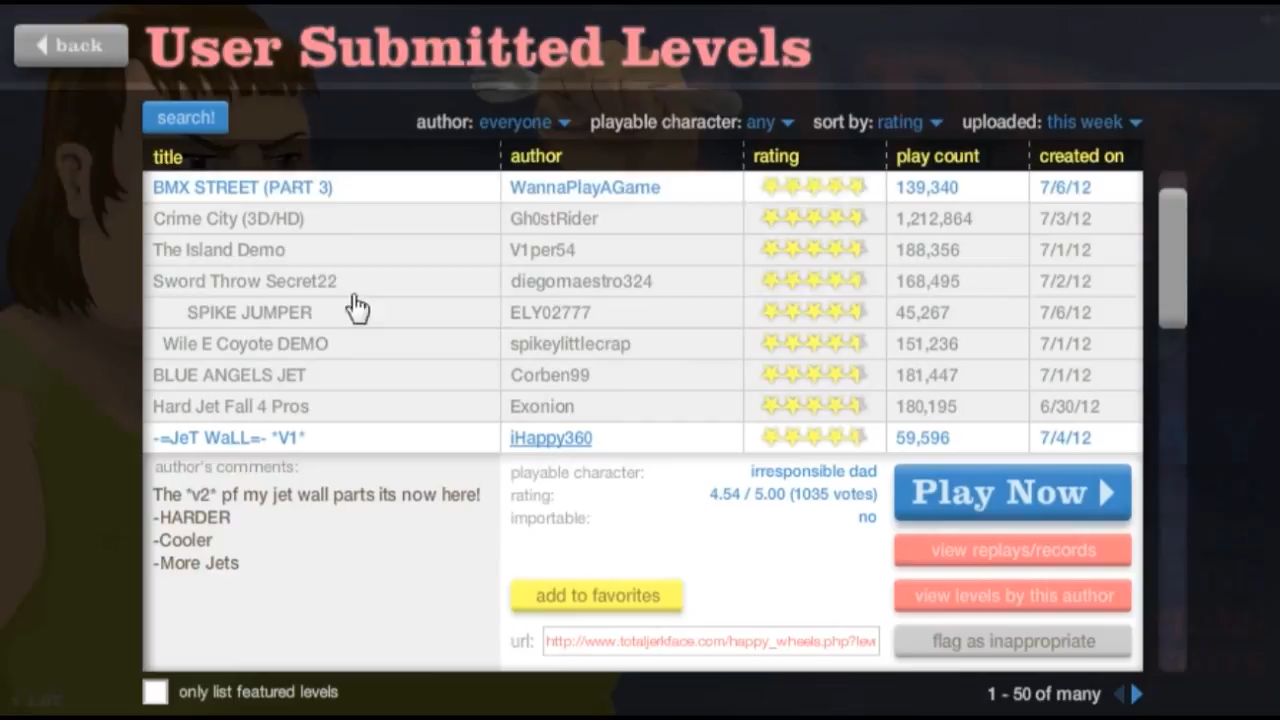 back
User Submitted Levels
search!
author: everyone playable character: any sort by: rating uploaded: this week
title author rating play count created on
BMX STREET (PART 3) WannaPlayAGame 139,340 7/6/12
Crime City (3D/HD) Gh0stRider 1,212,864 7/3/12
The Island Demo V1per54 188,356 7/1/12
Sword Throw Secret22 diegomaestro324 168,495 7/2/12
SPIKE JUMPER ELY02777 45,267 7/6/12
Wile E Coyote DEMO spikeylittlecrap 151,236 7/1/12
BLUE ANGELS JET Corben99 181,447 7/1/12
Hard Jet Fall 4 Pros Exonion 180,195 6/30/12
-=JeT WaLL=- *V1* iHappy360 59,596 7/4/12
author's comments:
The *v2* pf my jet wall parts its now here!
-HARDER
-Cooler
-More Jets
playable character: irresponsible dad
rating: 4.54 / 5.00 (1035 votes)
importable: no
add to favorites
url: http://www.totaljerkface.com/happy_wheels.php?lev
Play Now
view replays/records
view levels by this author
flag as inappropriate
only list featured levels
1 - 50 of many